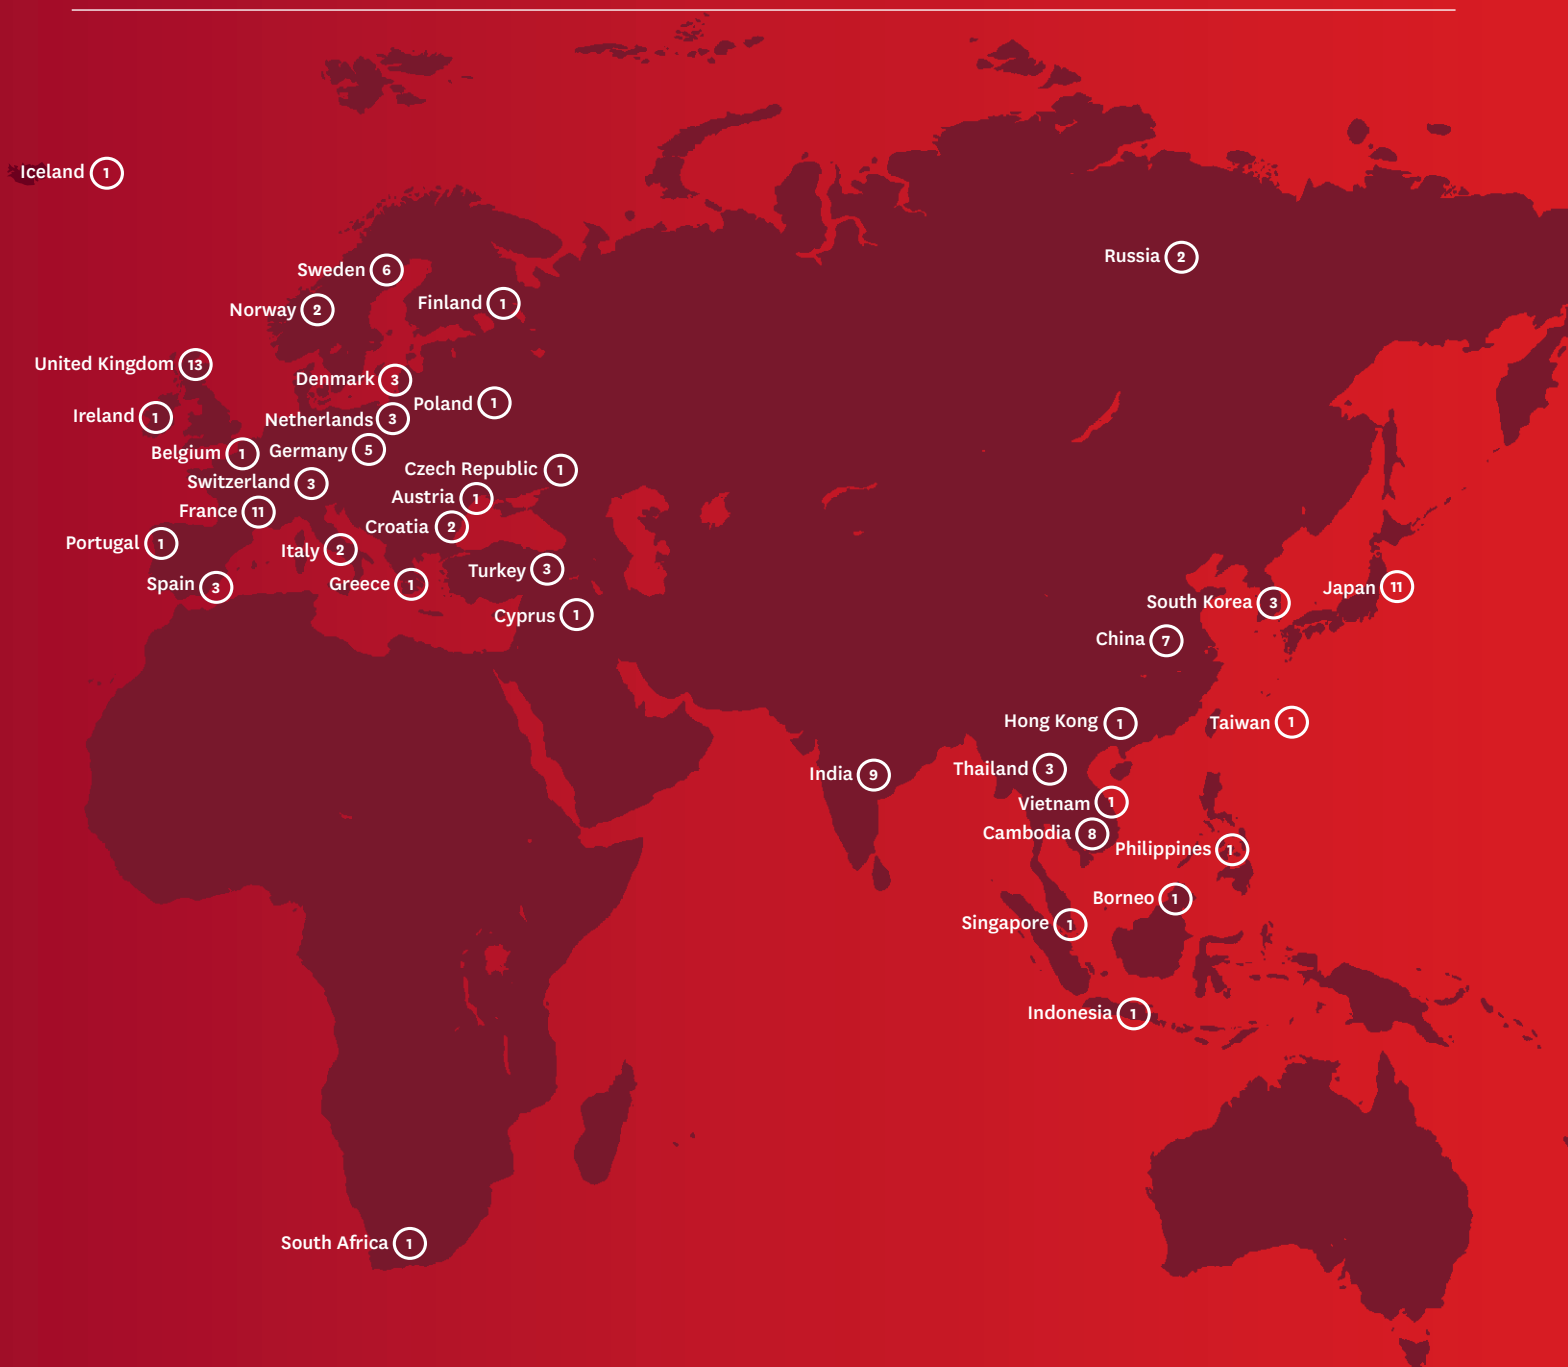 Iceland 1
Russia 2
Sweden 6
Finland 1
Norway 2
United Kingdom 13
Denmark 3
Poland 1
Ireland 1
Netherlands 3
Belgium 1
Germany 5
Czech Republic 1
Switzerland 3
Austria 1
France 11
Croatia 2
Portugal 1
Italy 2
Turkey 3
Spain 3
Greece 1
Japan 11
South Korea 3
Cyprus 1
China 7
Hong Kong 1
Taiwan 1
India 9
Thailand 3
Vietnam 1
Cambodia 8
Philippines 1
Borneo 1
Singapore 1
Indonesia 1
South Africa 1